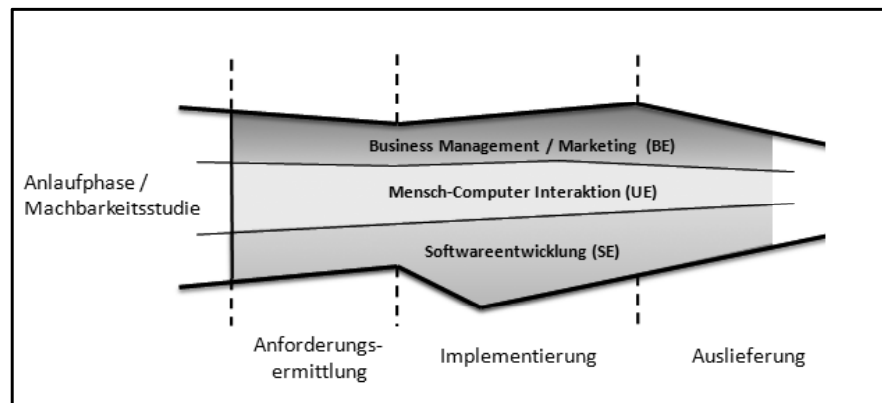 Business Management / Marketing (BE)
Anlaufphase /
Machbarkeitsstudie
Mensch-Computer Interaktion (UE)
Softwareentwicklung (SE)
Anforderungs-
ermittlung
Implementierung
Auslieferung